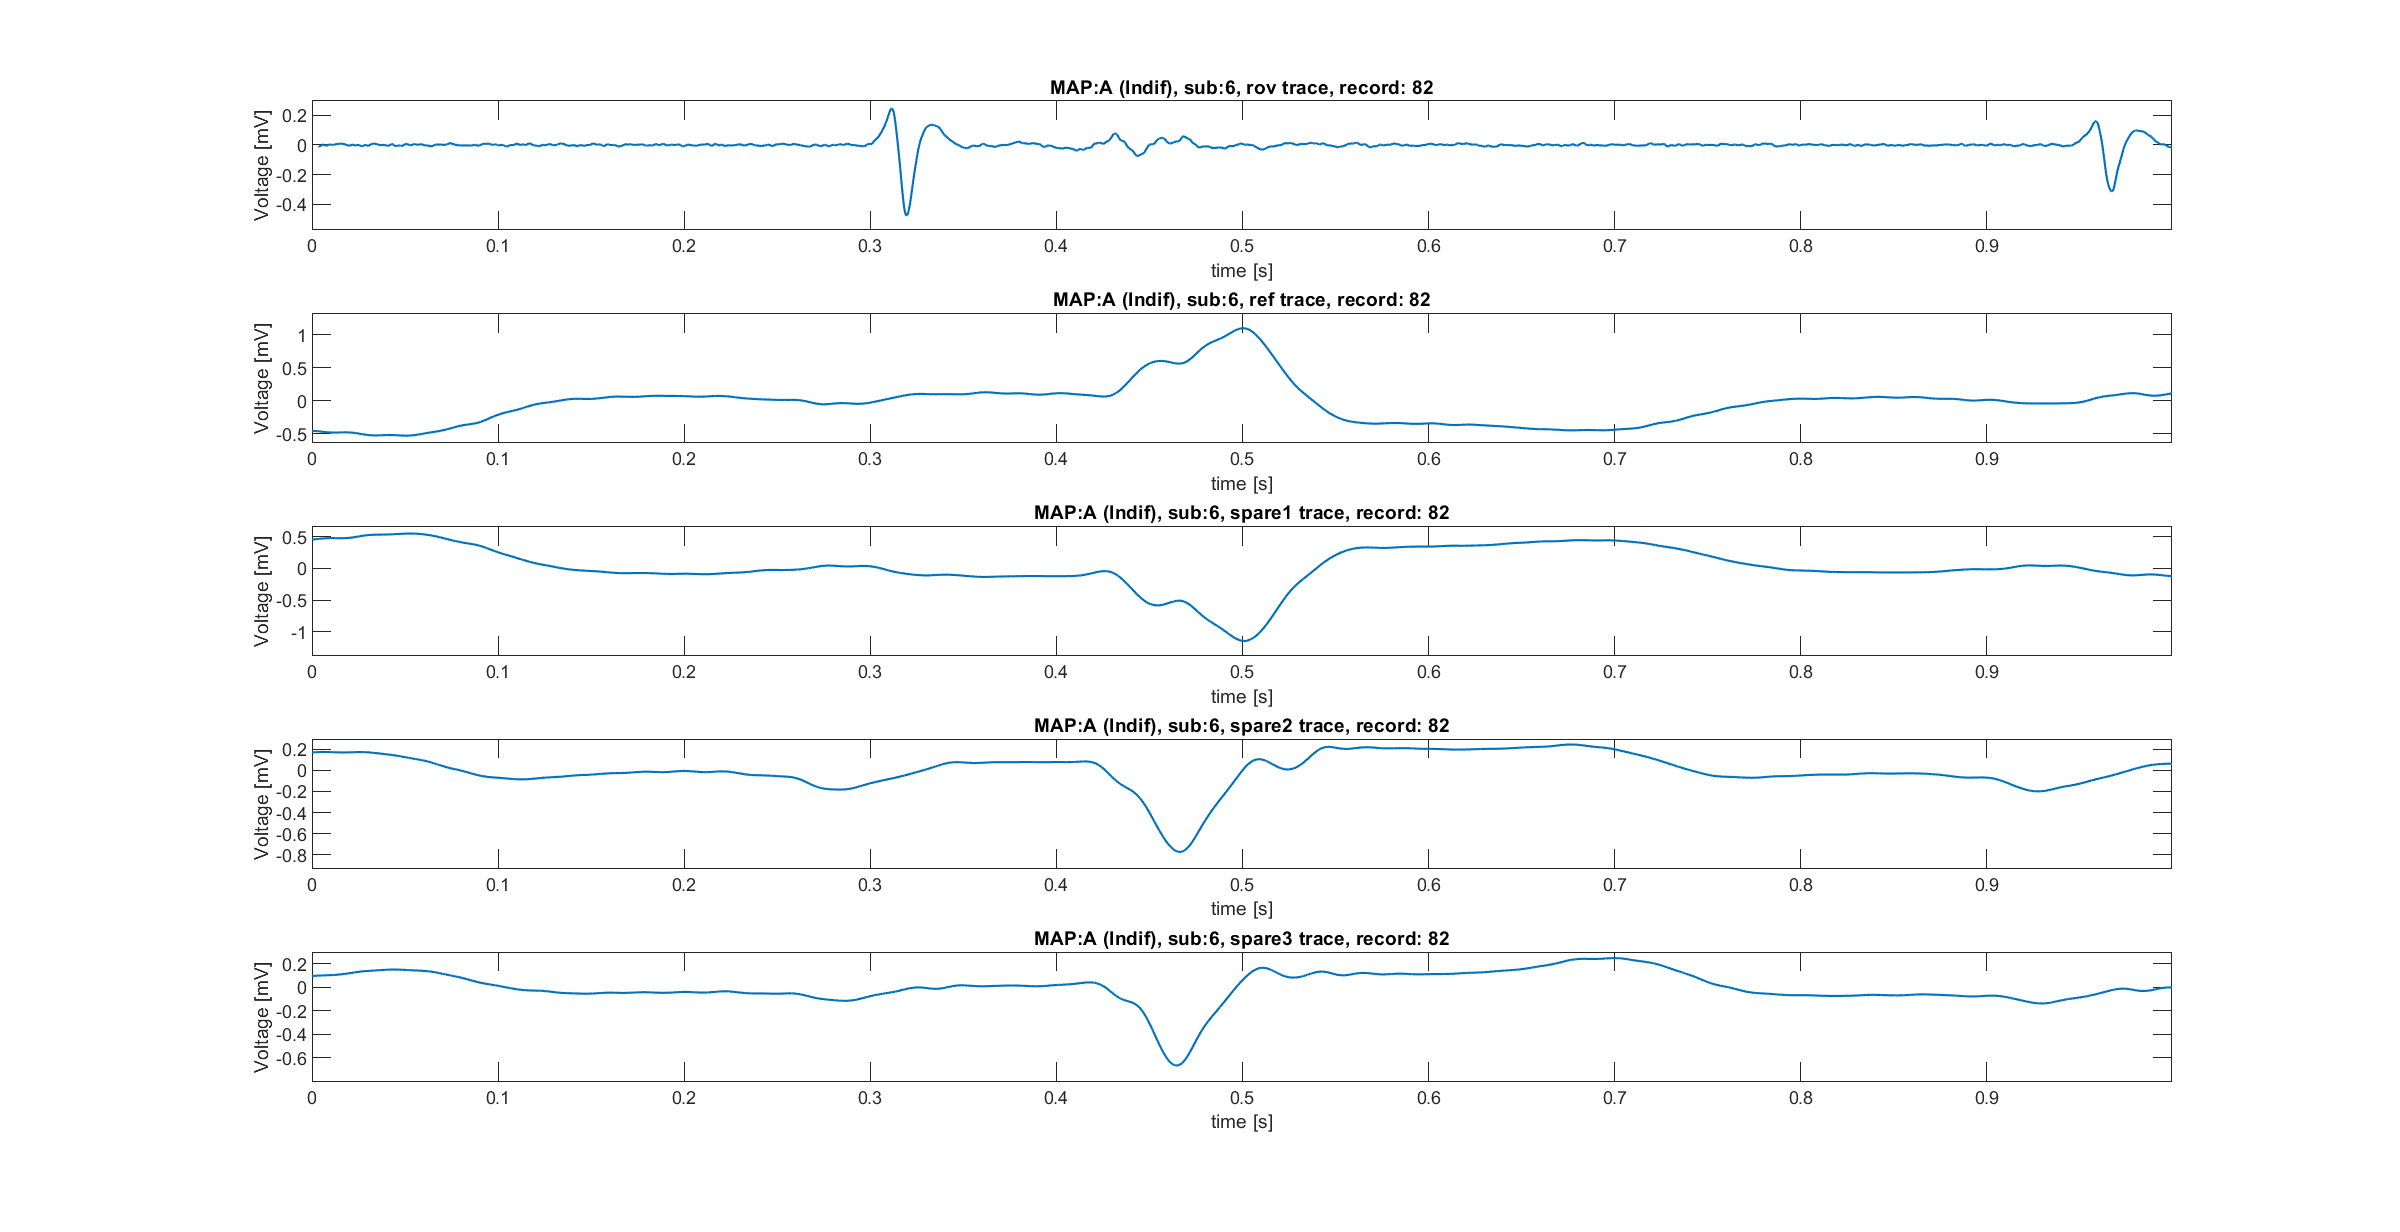 MAP:A (Indif), sub:6, rov trace, record: 82
Voltage [mV]
0.2
0
-0.2
-0.4
0 0.1 0.2 0.3 0.4 0.5 0.6 0.7 0.8 0.9
time [s]
MAP:A (Indif), sub:6, ref trace, record: 82
Voltage [mV]
1
0.5
0
-0.5
0 0.1 0.2 0.3 0.4 0.5 0.6 0.7 0.8 0.9
time [s]
MAP:A (Indif), sub:6, spare1 trace, record: 82
Voltage [mV]
0.5
0
-0.5
-1
0 0.1 0.2 0.3 0.4 0.5 0.6 0.7 0.8 0.9
time [s]
MAP:A (Indif), sub:6, spare2 trace, record: 82
Voltage [mV]
0.2
0
-0.2
-0.4
-0.6
-0.8
0 0.1 0.2 0.3 0.4 0.5 0.6 0.7 0.8 0.9
time [s]
MAP:A (Indif), sub:6, spare3 trace, record: 82
Voltage [mV]
0.2
0
-0.2
-0.4
-0.6
0 0.1 0.2 0.3 0.4 0.5 0.6 0.7 0.8 0.9
time [s]